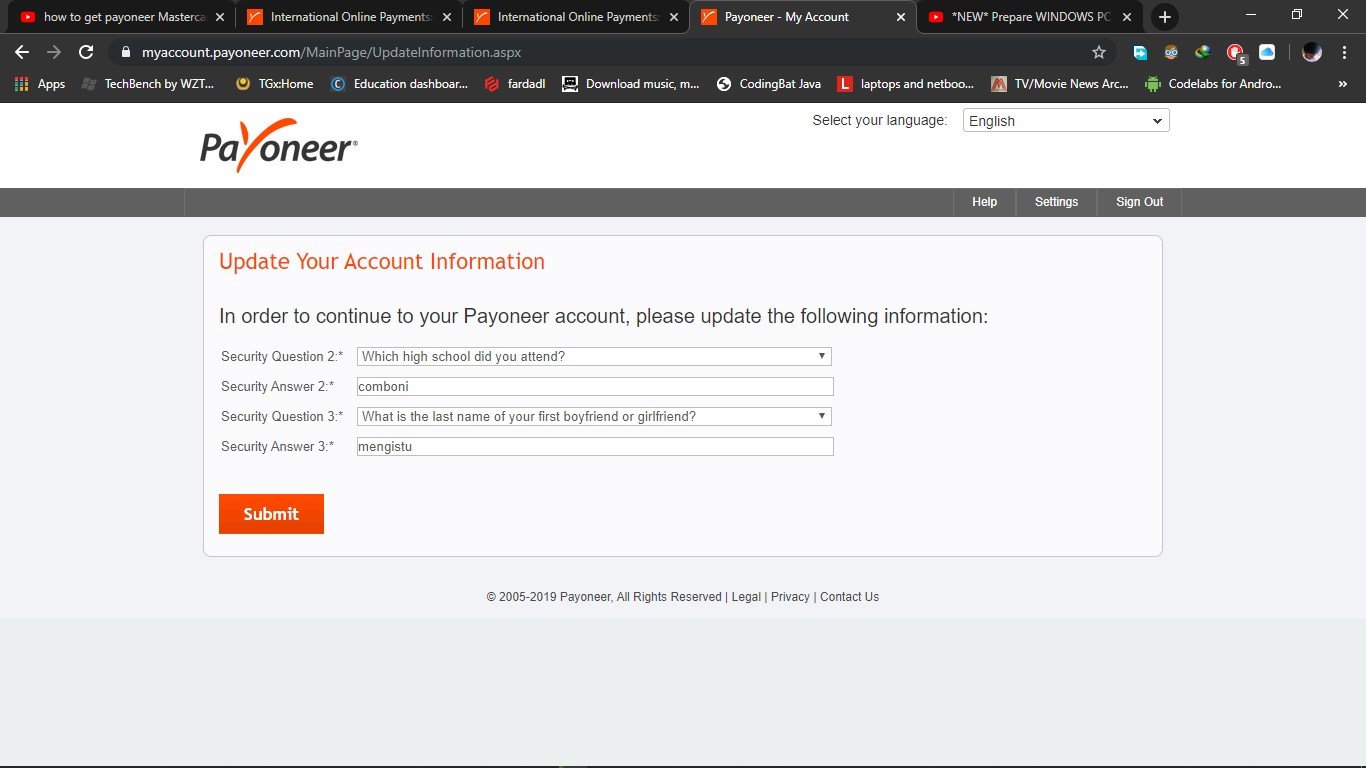 how to get payoneer Masterca
International Online Payments
International Online Payments
Payoneer - My Account
*NEW* Prepare WINDOWS PC
myaccount.payoneer.com/MainPage/UpdateInformation.aspx
5
Apps
TechBench by WZT...
TGxHome
Education dashboar...
fardadl
Download music, m...
CodingBat Java
L
laptops and netboo...
TV/Movie News Arc...
Codelabs for Andro...
»
Payoneer®
Select your language:
English
Help
Settings
Sign Out
Update Your Account Information
In order to continue to your Payoneer account, please update the following information:
Security Question 2:* Which high school did you attend?
Security Answer 2:* comboni
Security Question 3:* What is the last name of your first boyfriend or girlfriend?
Security Answer 3:* mengistu
Submit
© 2005-2019 Payoneer, All Rights Reserved | Legal | Privacy | Contact Us